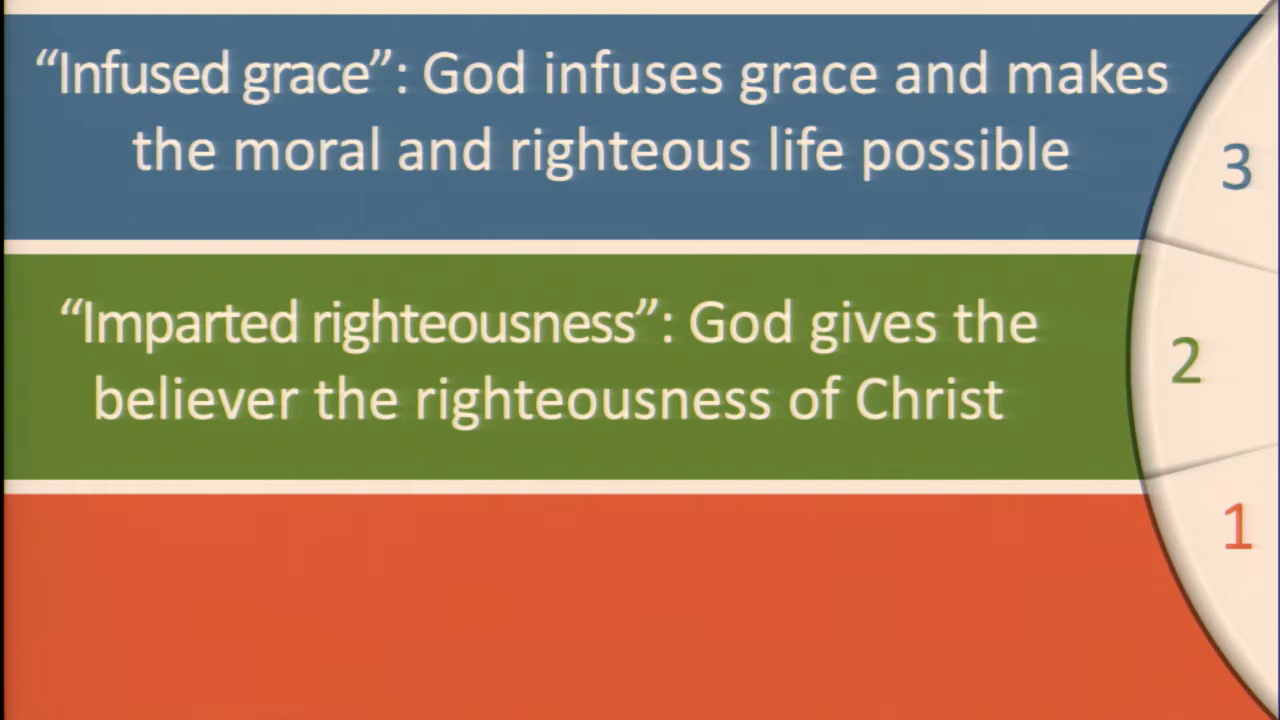 “Infused grace”: God infuses grace and makes
the moral and righteous life possible
3
“Imparted righteousness”: God gives the
believer the righteousness of Christ
2
1